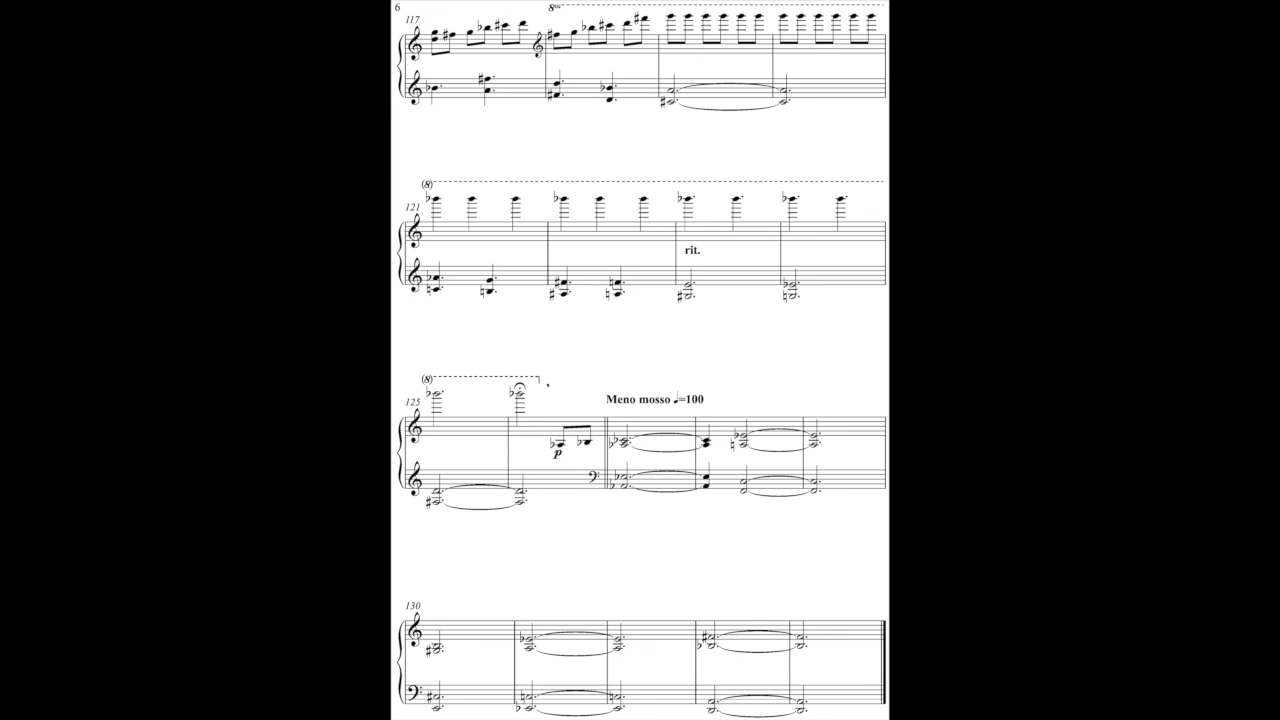 6
117
8va
(8)
121
rit.
(8)
125
Meno mosso ♩=100
p
130